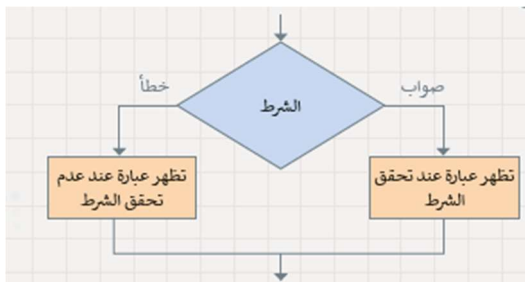 صواب
خطأ
الشرط
تظهر عبارة عند تحقق
الشرط
تظهر عبارة عند عدم
تحقق الشرط